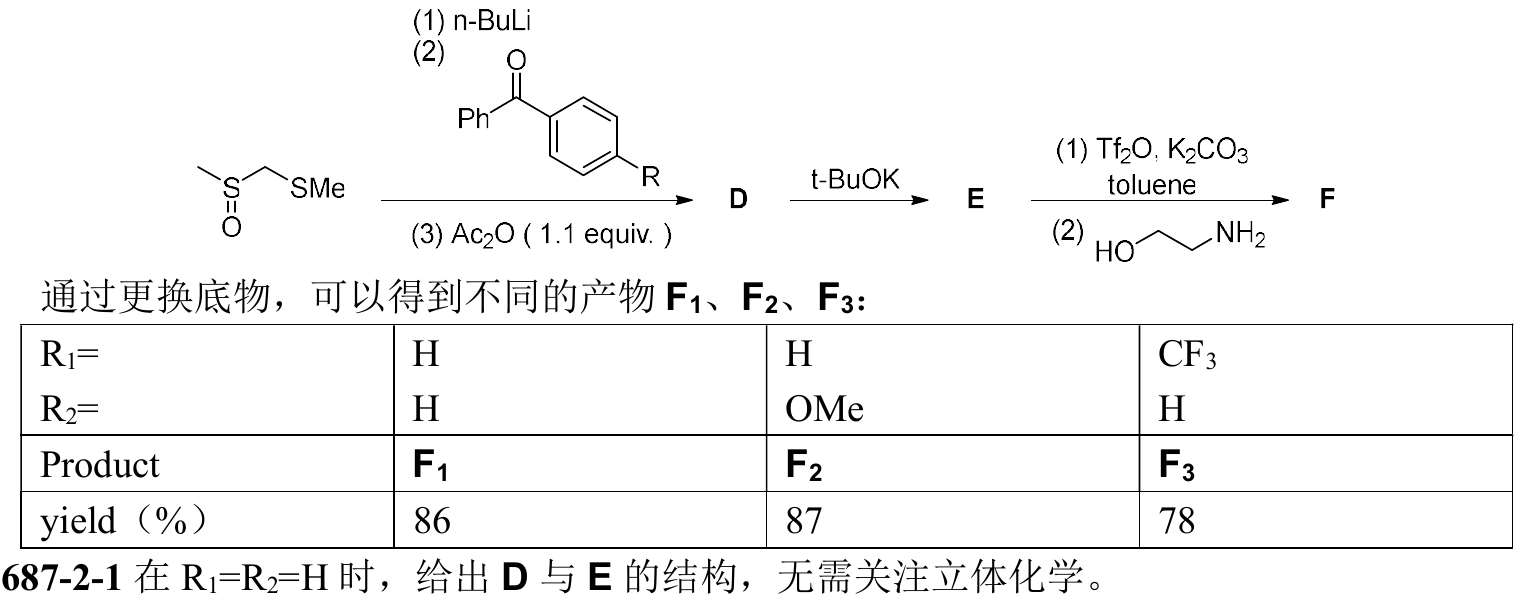 (1) n-BuLi
(2)
O
Ph
R
S
SMe
O
(3) Ac₂O ( 1.1 equiv. )
D
t-BuOK
E
(1) Tf₂O, K₂CO₃
toluene
(2) HO NH₂
F
通过更换底物，可以得到不同的产物 F₁、F₂、F₃：
R₁= H H CF₃
R₂= H OMe H
Product F₁ F₂ F₃
yield（%） 86 87 78
687-2-1 在 R₁=R₂=H 时，给出 D 与 E 的结构，无需关注立体化学。